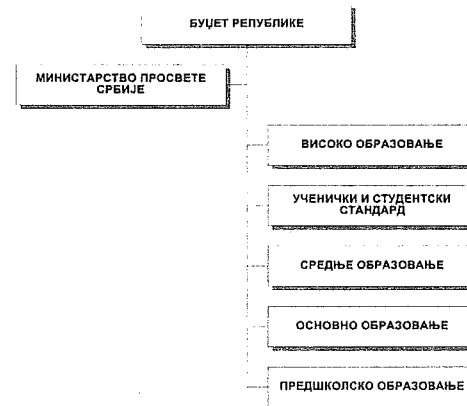 БУЏЕТ РЕПУБЛИКЕ
МИНИСТАРСТВО ПРОСВЕТЕ
СРБИЈЕ
ВИСОКО ОБРАЗОВАЊЕ
УЧЕНИЧКИ И СТУДЕНТСКИ
СТАНДАРД
СРЕДЊЕ ОБРАЗОВАЊЕ
ОСНОВНО ОБРАЗОВАЊЕ
ПРЕДШКОЛСКО ОБРАЗОВАЊЕ